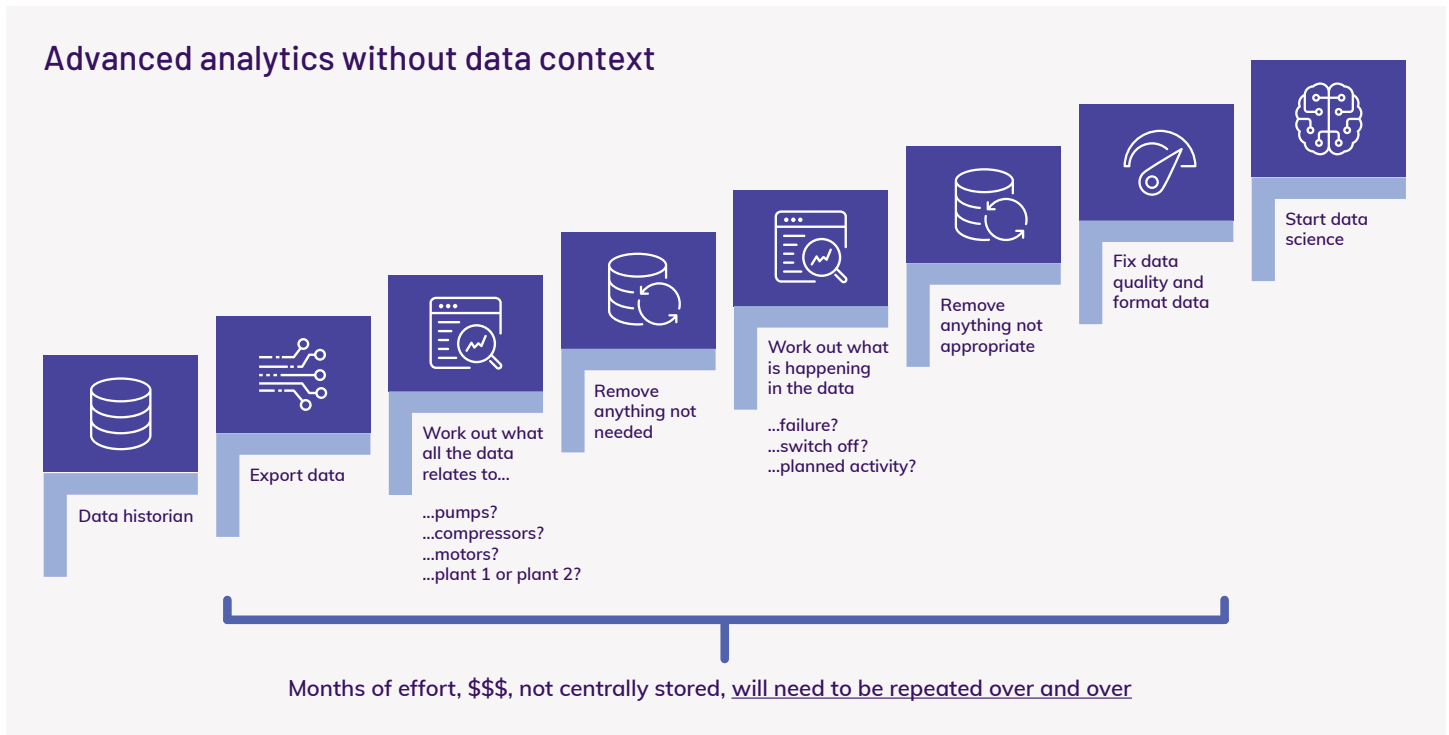 Advanced analytics without data context
Data historian
Export data
Work out what
all the data
relates to...
...pumps?
...compressors?
...motors?
...plant 1 or plant 2?
Remove
anything not
needed
Work out what
is happening
in the data
...failure?
...switch off?
...planned activity?
Remove
anything not
appropriate
Fix data
quality and
format data
Start data
science
Months of effort, $$$, not centrally stored, will need to be repeated over and over